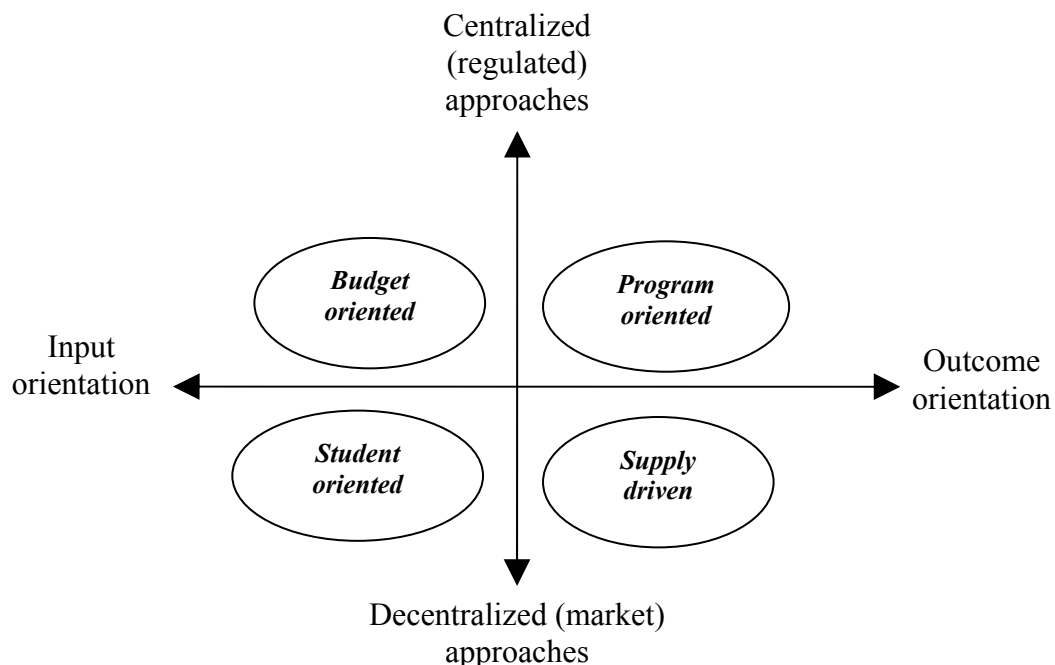 Centralized
(regulated)
approaches
Budget
oriented
Program
oriented
Input
orientation
Outcome
orientation
Student
oriented
Supply
driven
Decentralized (market)
approaches